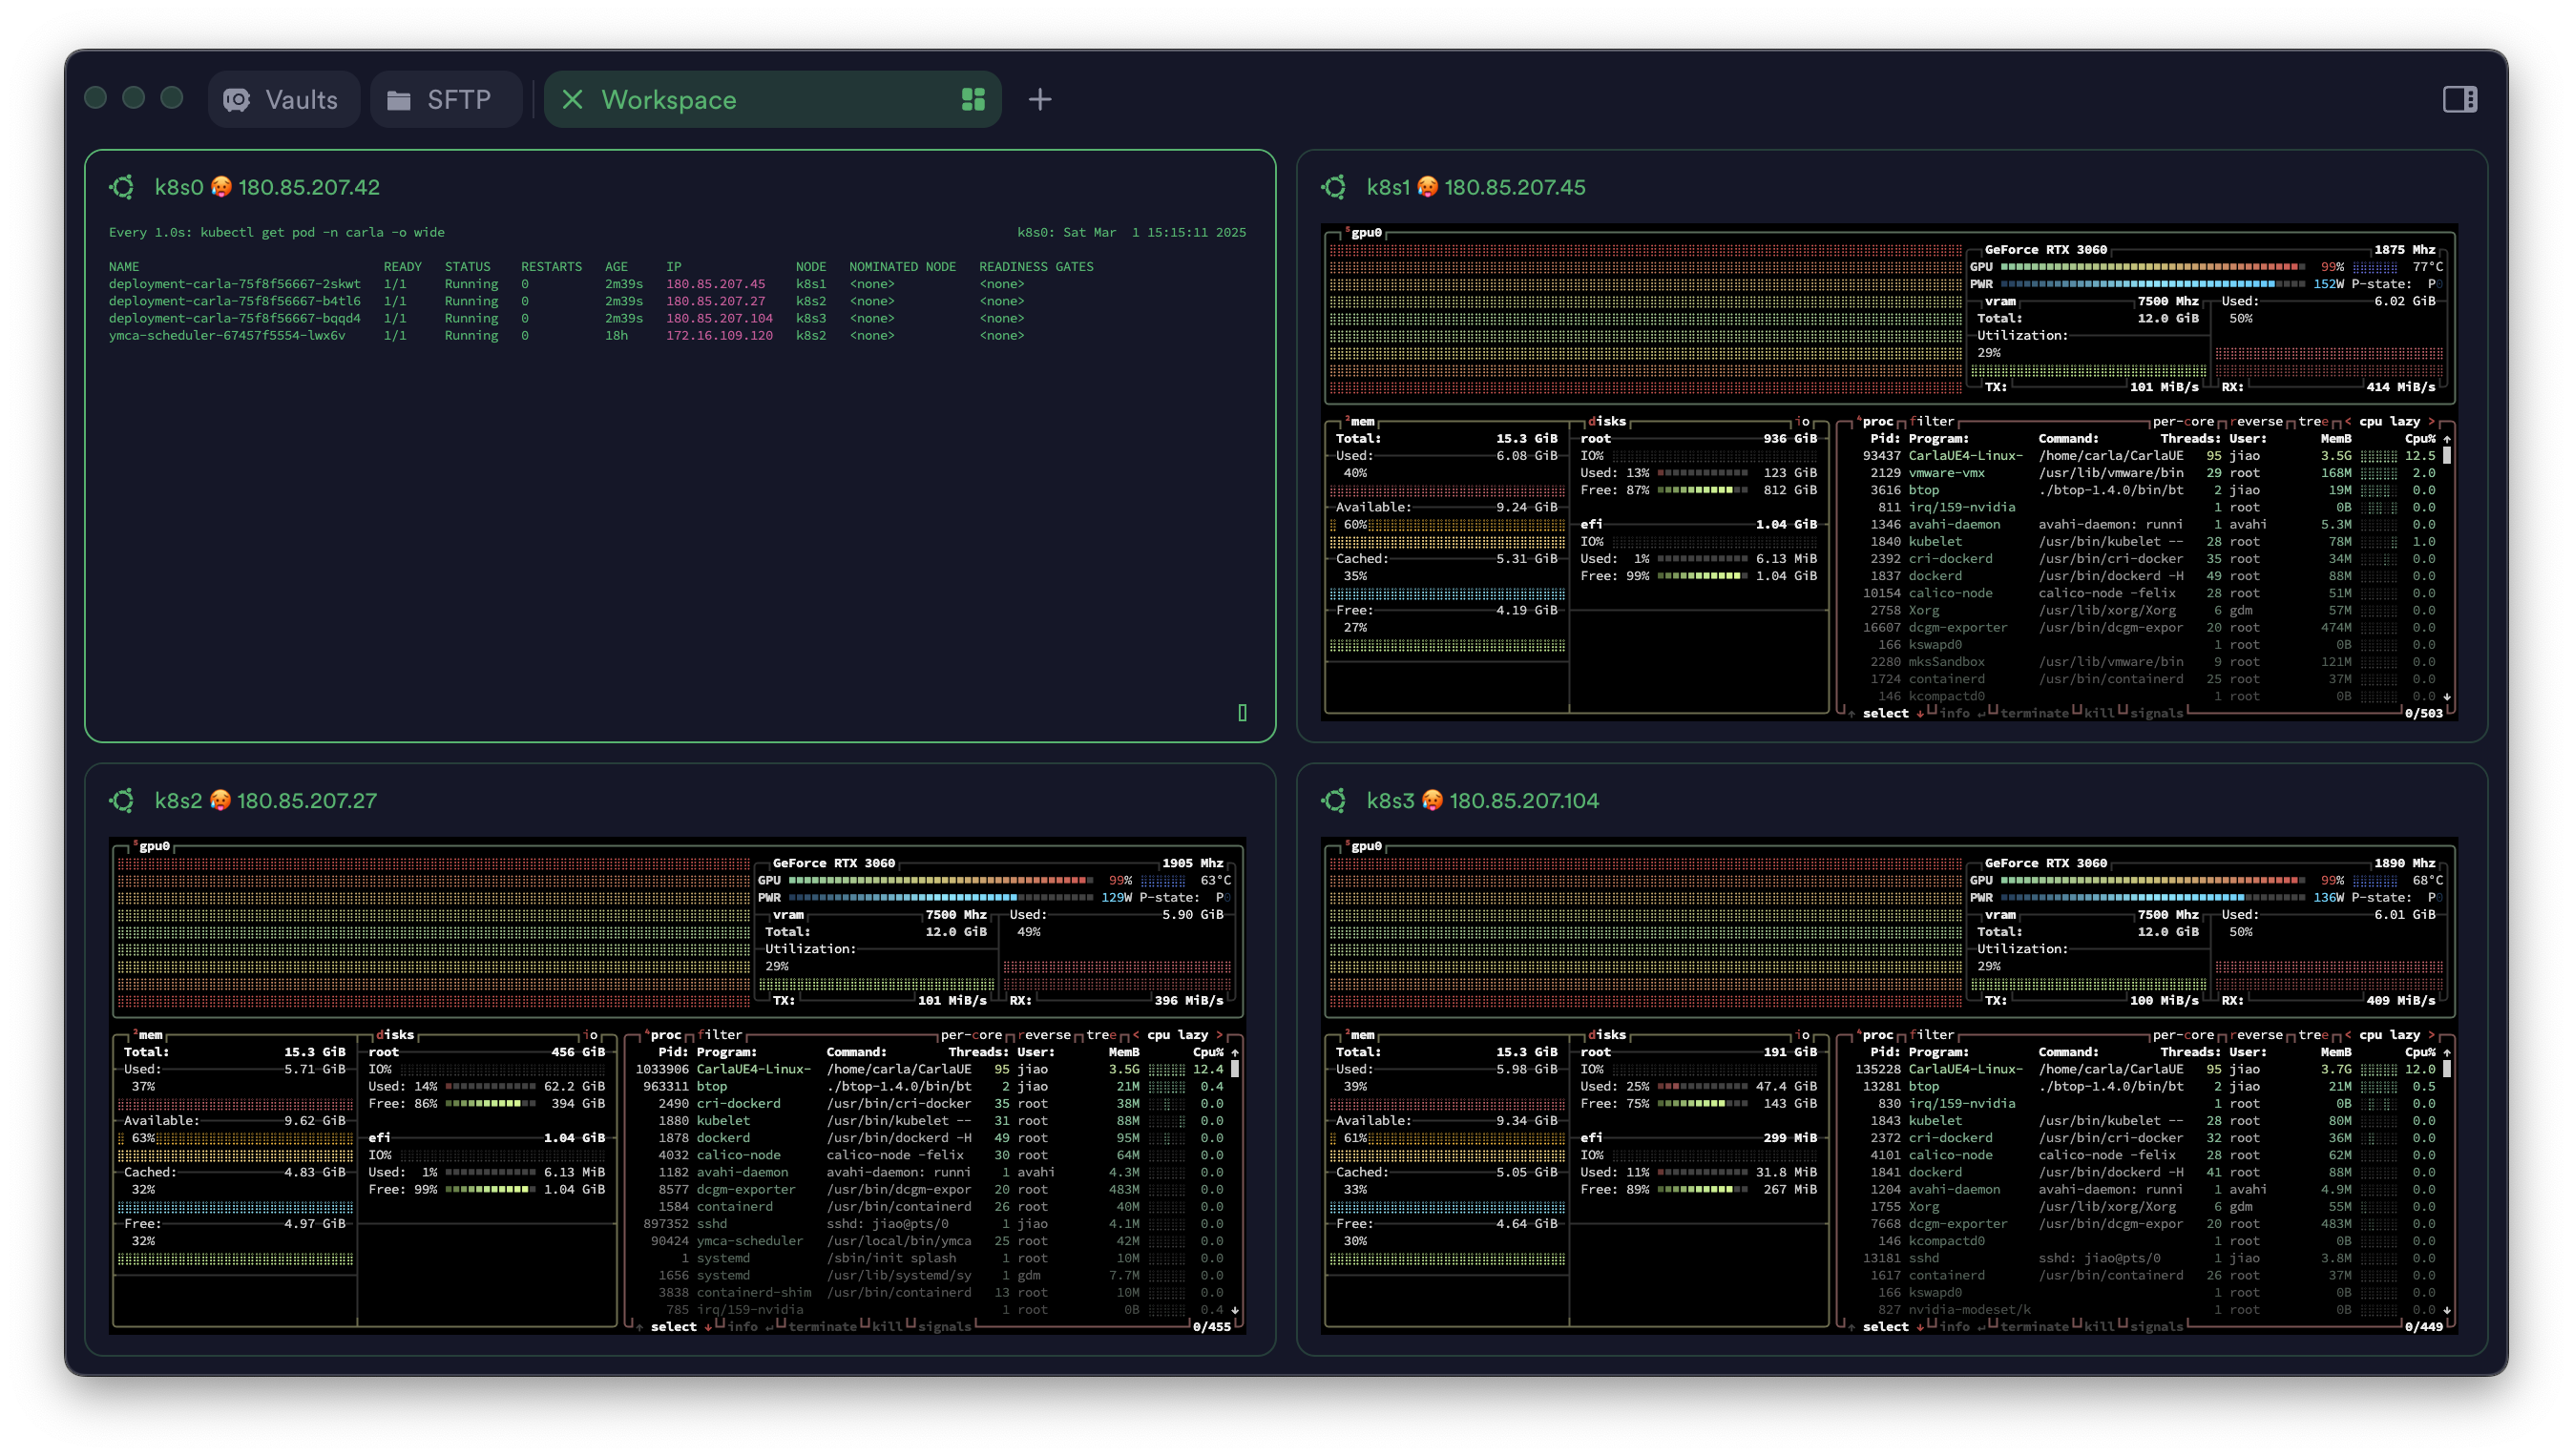 Vaults SFTP Workspace
k8s0 🥵 180.85.207.42
Every 1.0s: kubectl get pod -n carla -o wide k8s0: Sat Mar  1 15:15:11 2025
NAME READY STATUS RESTARTS AGE IP NODE NOMINATED NODE READINESS GATES
deployment-carla-75f8f56667-2skwt 1/1 Running 0 2m39s 180.85.207.45 k8s1 <none> <none>
deployment-carla-75f8f56667-b4tl6 1/1 Running 0 2m39s 180.85.207.27 k8s2 <none> <none>
deployment-carla-75f8f56667-bqqd4 1/1 Running 0 2m39s 180.85.207.104 k8s3 <none> <none>
ymca-scheduler-67457f5554-lwx6v 1/1 Running 0 18h 172.16.109.120 k8s2 <none> <none>
k8s1 🥵 180.85.207.45
5gpu0
GeForce RTX 3060 1875 Mhz
GPU 99% 77°C
PWR 152W P-state: P0
vram 7500 Mhz Used: 6.02 GiB
Total: 12.0 GiB 50%
Utilization:
29%
TX: 101 MiB/s RX: 414 MiB/s
2mem disks io
Total: 15.3 GiB root 936 GiB
Used: 6.08 GiB IO%
40% Used: 13% 123 GiB
Free: 87% 812 GiB
Available: 9.24 GiB
60% efi 1.04 GiB
IO%
Cached: 5.31 GiB Used: 1% 6.13 MiB
35% Free: 99% 1.04 GiB
Free: 4.19 GiB
27%
4proc filter per-core reverse tree < cpu lazy >
Pid: Program: Command: Threads: User: MemB Cpu% ↑
93437 CarlaUE4-Linux- /home/carla/CarlaUE 95 jiao 3.5G 12.5
2129 vmware-vmx /usr/lib/vmware/bin 29 root 168M 2.0
3616 btop ./btop-1.4.0/bin/bt 2 jiao 19M 0.0
811 irq/159-nvidia 1 root 0B 0.0
1346 avahi-daemon avahi-daemon: runni 1 avahi 5.3M 0.0
1840 kubelet /usr/bin/kubelet -- 28 root 78M 1.0
2392 cri-dockerd /usr/bin/cri-docker 35 root 34M 0.0
1837 dockerd /usr/bin/dockerd -H 49 root 88M 0.0
10154 calico-node calico-node -felix 28 root 51M 0.0
2758 Xorg /usr/lib/xorg/Xorg 6 gdm 57M 0.0
16607 dcgm-exporter /usr/bin/dcgm-expor 20 root 474M 0.0
166 kswapd0 1 root 0B 0.0
2280 mksSandbox /usr/lib/vmware/bin 9 root 121M 0.0
1724 containerd /usr/bin/containerd 25 root 37M 0.0
146 kcompactd0 1 root 0B 0.0 ↓
↑ select ↓ info ↵ terminate kill signals 0/503
k8s2 🥵 180.85.207.27
5gpu0
GeForce RTX 3060 1905 Mhz
GPU 99% 63°C
PWR 129W P-state: P0
vram 7500 Mhz Used: 5.90 GiB
Total: 12.0 GiB 49%
Utilization:
29%
TX: 101 MiB/s RX: 396 MiB/s
2mem disks io
Total: 15.3 GiB root 456 GiB
Used: 5.71 GiB IO%
37% Used: 14% 62.2 GiB
Free: 86% 394 GiB
Available: 9.62 GiB
63% efi 1.04 GiB
IO%
Cached: 4.83 GiB Used: 1% 6.13 MiB
32% Free: 99% 1.04 GiB
Free: 4.97 GiB
32%
4proc filter per-core reverse tree < cpu lazy >
Pid: Program: Command: Threads: User: MemB Cpu% ↑
1033906 CarlaUE4-Linux- /home/carla/CarlaUE 95 jiao 3.5G 12.4
963311 btop ./btop-1.4.0/bin/bt 2 jiao 21M 0.4
2490 cri-dockerd /usr/bin/cri-docker 35 root 38M 0.0
1880 kubelet /usr/bin/kubelet -- 31 root 88M 0.0
1878 dockerd /usr/bin/dockerd -H 49 root 95M 0.0
4032 calico-node calico-node -felix 30 root 64M 0.0
1182 avahi-daemon avahi-daemon: runni 1 avahi 4.3M 0.0
8577 dcgm-exporter /usr/bin/dcgm-expor 20 root 483M 0.0
1584 containerd /usr/bin/containerd 26 root 40M 0.0
897352 sshd sshd: jiao@pts/0 1 jiao 4.1M 0.0
90424 ymca-scheduler /usr/local/bin/ymca 25 root 42M 0.0
1 systemd /sbin/init splash 1 root 10M 0.0
1656 systemd /usr/lib/systemd/sy 1 gdm 7.7M 0.0
3838 containerd-shim /usr/bin/containerd 13 root 10M 0.0
785 irq/159-nvidia 1 root 0B 0.4 ↓
↑ select ↓ info ↵ terminate kill signals 0/455
k8s3 🥵 180.85.207.104
5gpu0
GeForce RTX 3060 1890 Mhz
GPU 99% 68°C
PWR 136W P-state: P0
vram 7500 Mhz Used: 6.01 GiB
Total: 12.0 GiB 50%
Utilization:
29%
TX: 100 MiB/s RX: 409 MiB/s
2mem disks io
Total: 15.3 GiB root 191 GiB
Used: 5.98 GiB IO%
39% Used: 25% 47.4 GiB
Free: 75% 143 GiB
Available: 9.34 GiB
61% efi 299 MiB
IO%
Cached: 5.05 GiB Used: 11% 31.8 MiB
33% Free: 89% 267 MiB
Free: 4.64 GiB
30%
4proc filter per-core reverse tree < cpu lazy >
Pid: Program: Command: Threads: User: MemB Cpu% ↑
135228 CarlaUE4-Linux- /home/carla/CarlaUE 95 jiao 3.7G 12.0
13281 btop ./btop-1.4.0/bin/bt 2 jiao 21M 0.5
830 irq/159-nvidia 1 root 0B 0.0
1843 kubelet /usr/bin/kubelet -- 28 root 80M 0.0
2372 cri-dockerd /usr/bin/cri-docker 32 root 36M 0.0
4101 calico-node calico-node -felix 28 root 62M 0.0
1841 dockerd /usr/bin/dockerd -H 41 root 88M 0.0
1204 avahi-daemon avahi-daemon: runni 1 avahi 4.9M 0.0
1755 Xorg /usr/lib/xorg/Xorg 6 gdm 55M 0.0
7668 dcgm-exporter /usr/bin/dcgm-expor 20 root 483M 0.0
146 kcompactd0 1 root 0B 0.0
13181 sshd sshd: jiao@pts/0 1 jiao 3.8M 0.0
1617 containerd /usr/bin/containerd 26 root 37M 0.0
166 kswapd0 1 root 0B 0.0
827 nvidia-modeset/k 1 root 0B 0.0 ↓
↑ select ↓ info ↵ terminate kill signals 0/449